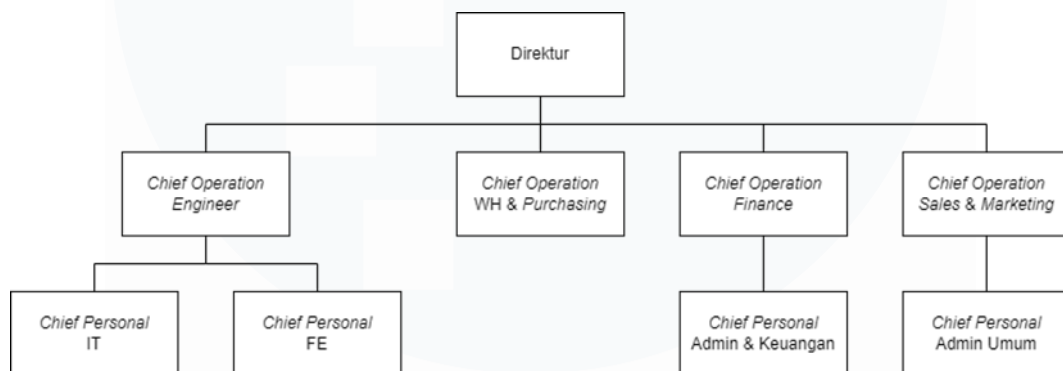 Direktur
Chief Operation
Engineer
Chief Operation
WH & Purchasing
Chief Operation
Finance
Chief Operation
Sales & Marketing
Chief Personal
IT
Chief Personal
FE
Chief Personal
Admin & Keuangan
Chief Personal
Admin Umum